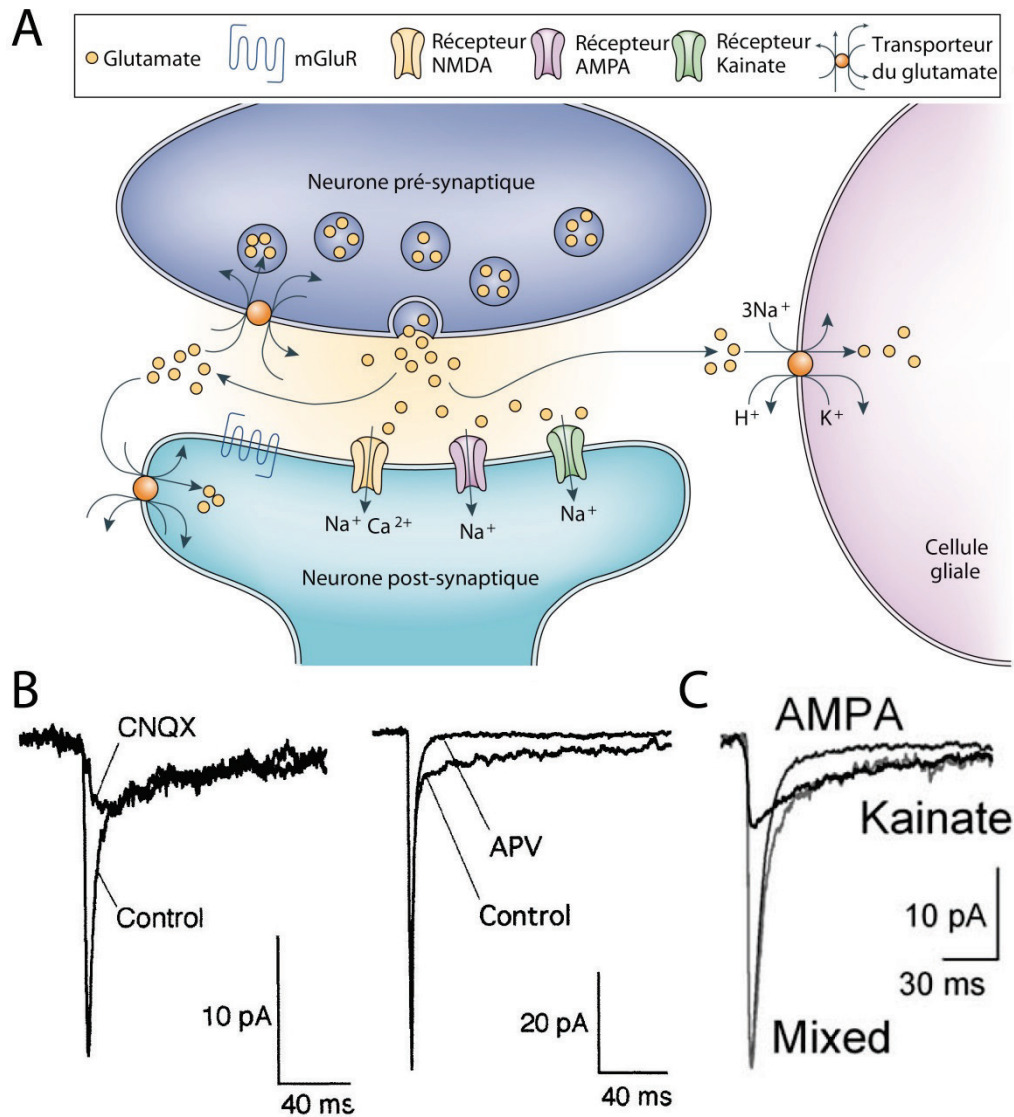 A
Glutamate
mGluR
Récepteur
NMDA
Récepteur
AMPA
Récepteur
Kainate
Transporteur
du glutamate
Neurone pré-synaptique
3Na+
H+
K+
Na+ Ca 2+
Na+
Na+
Neurone post-synaptique
Cellule
gliale
B
CNQX
Control
10 pA
40 ms
APV
Control
20 pA
40 ms
C
AMPA
Kainate
10 pA
30 ms
Mixed